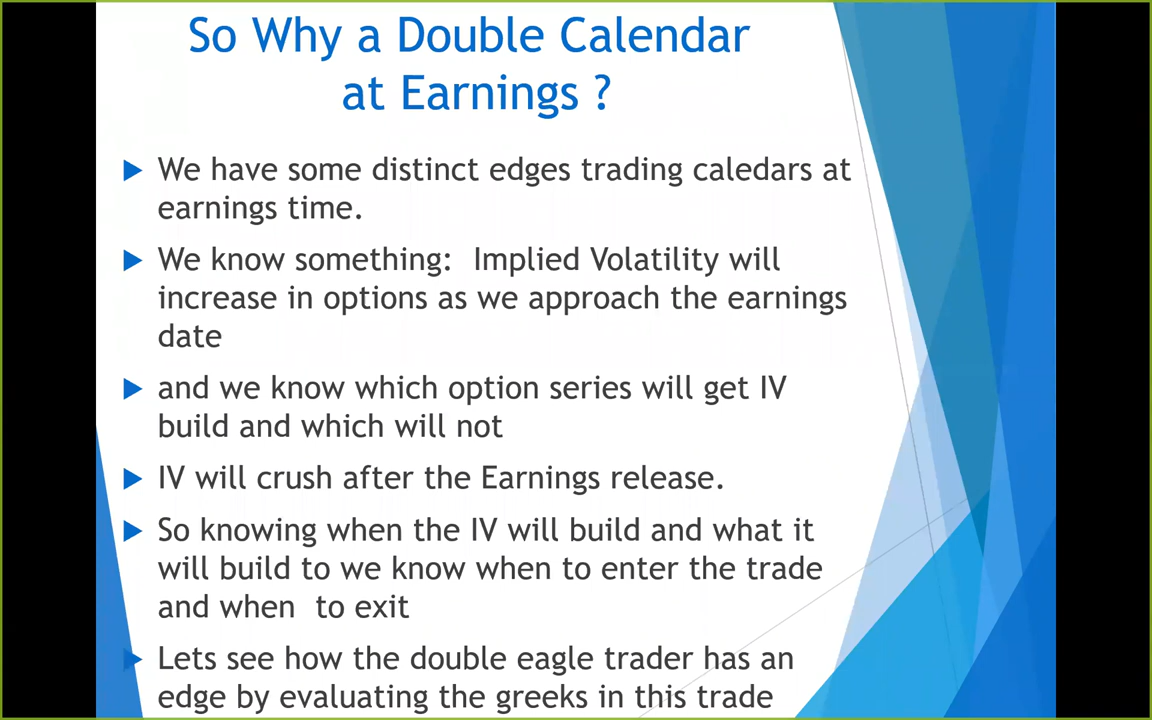 So Why a Double Calendar
at Earnings ?
We have some distinct edges trading caledars at
earnings time.
We know something:  Implied Volatility will
increase in options as we approach the earnings
date
and we know which option series will get IV
build and which will not
IV will crush after the Earnings release.
So knowing when the IV will build and what it
will build to we know when to enter the trade
and when  to exit
Lets see how the double eagle trader has an
edge by evaluating the greeks in this trade